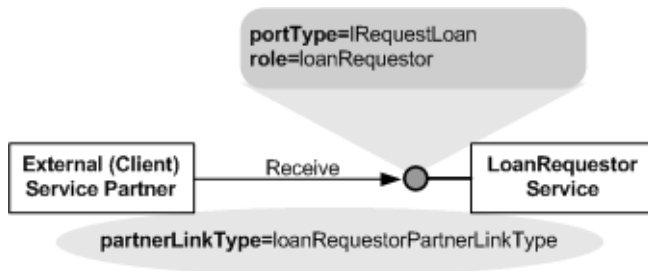 portType=IRequestLoan
role=loanRequestor
External (Client)
Service Partner
Receive
LoanRequestor
Service
partnerLinkType=loanRequestorPartnerLinkType